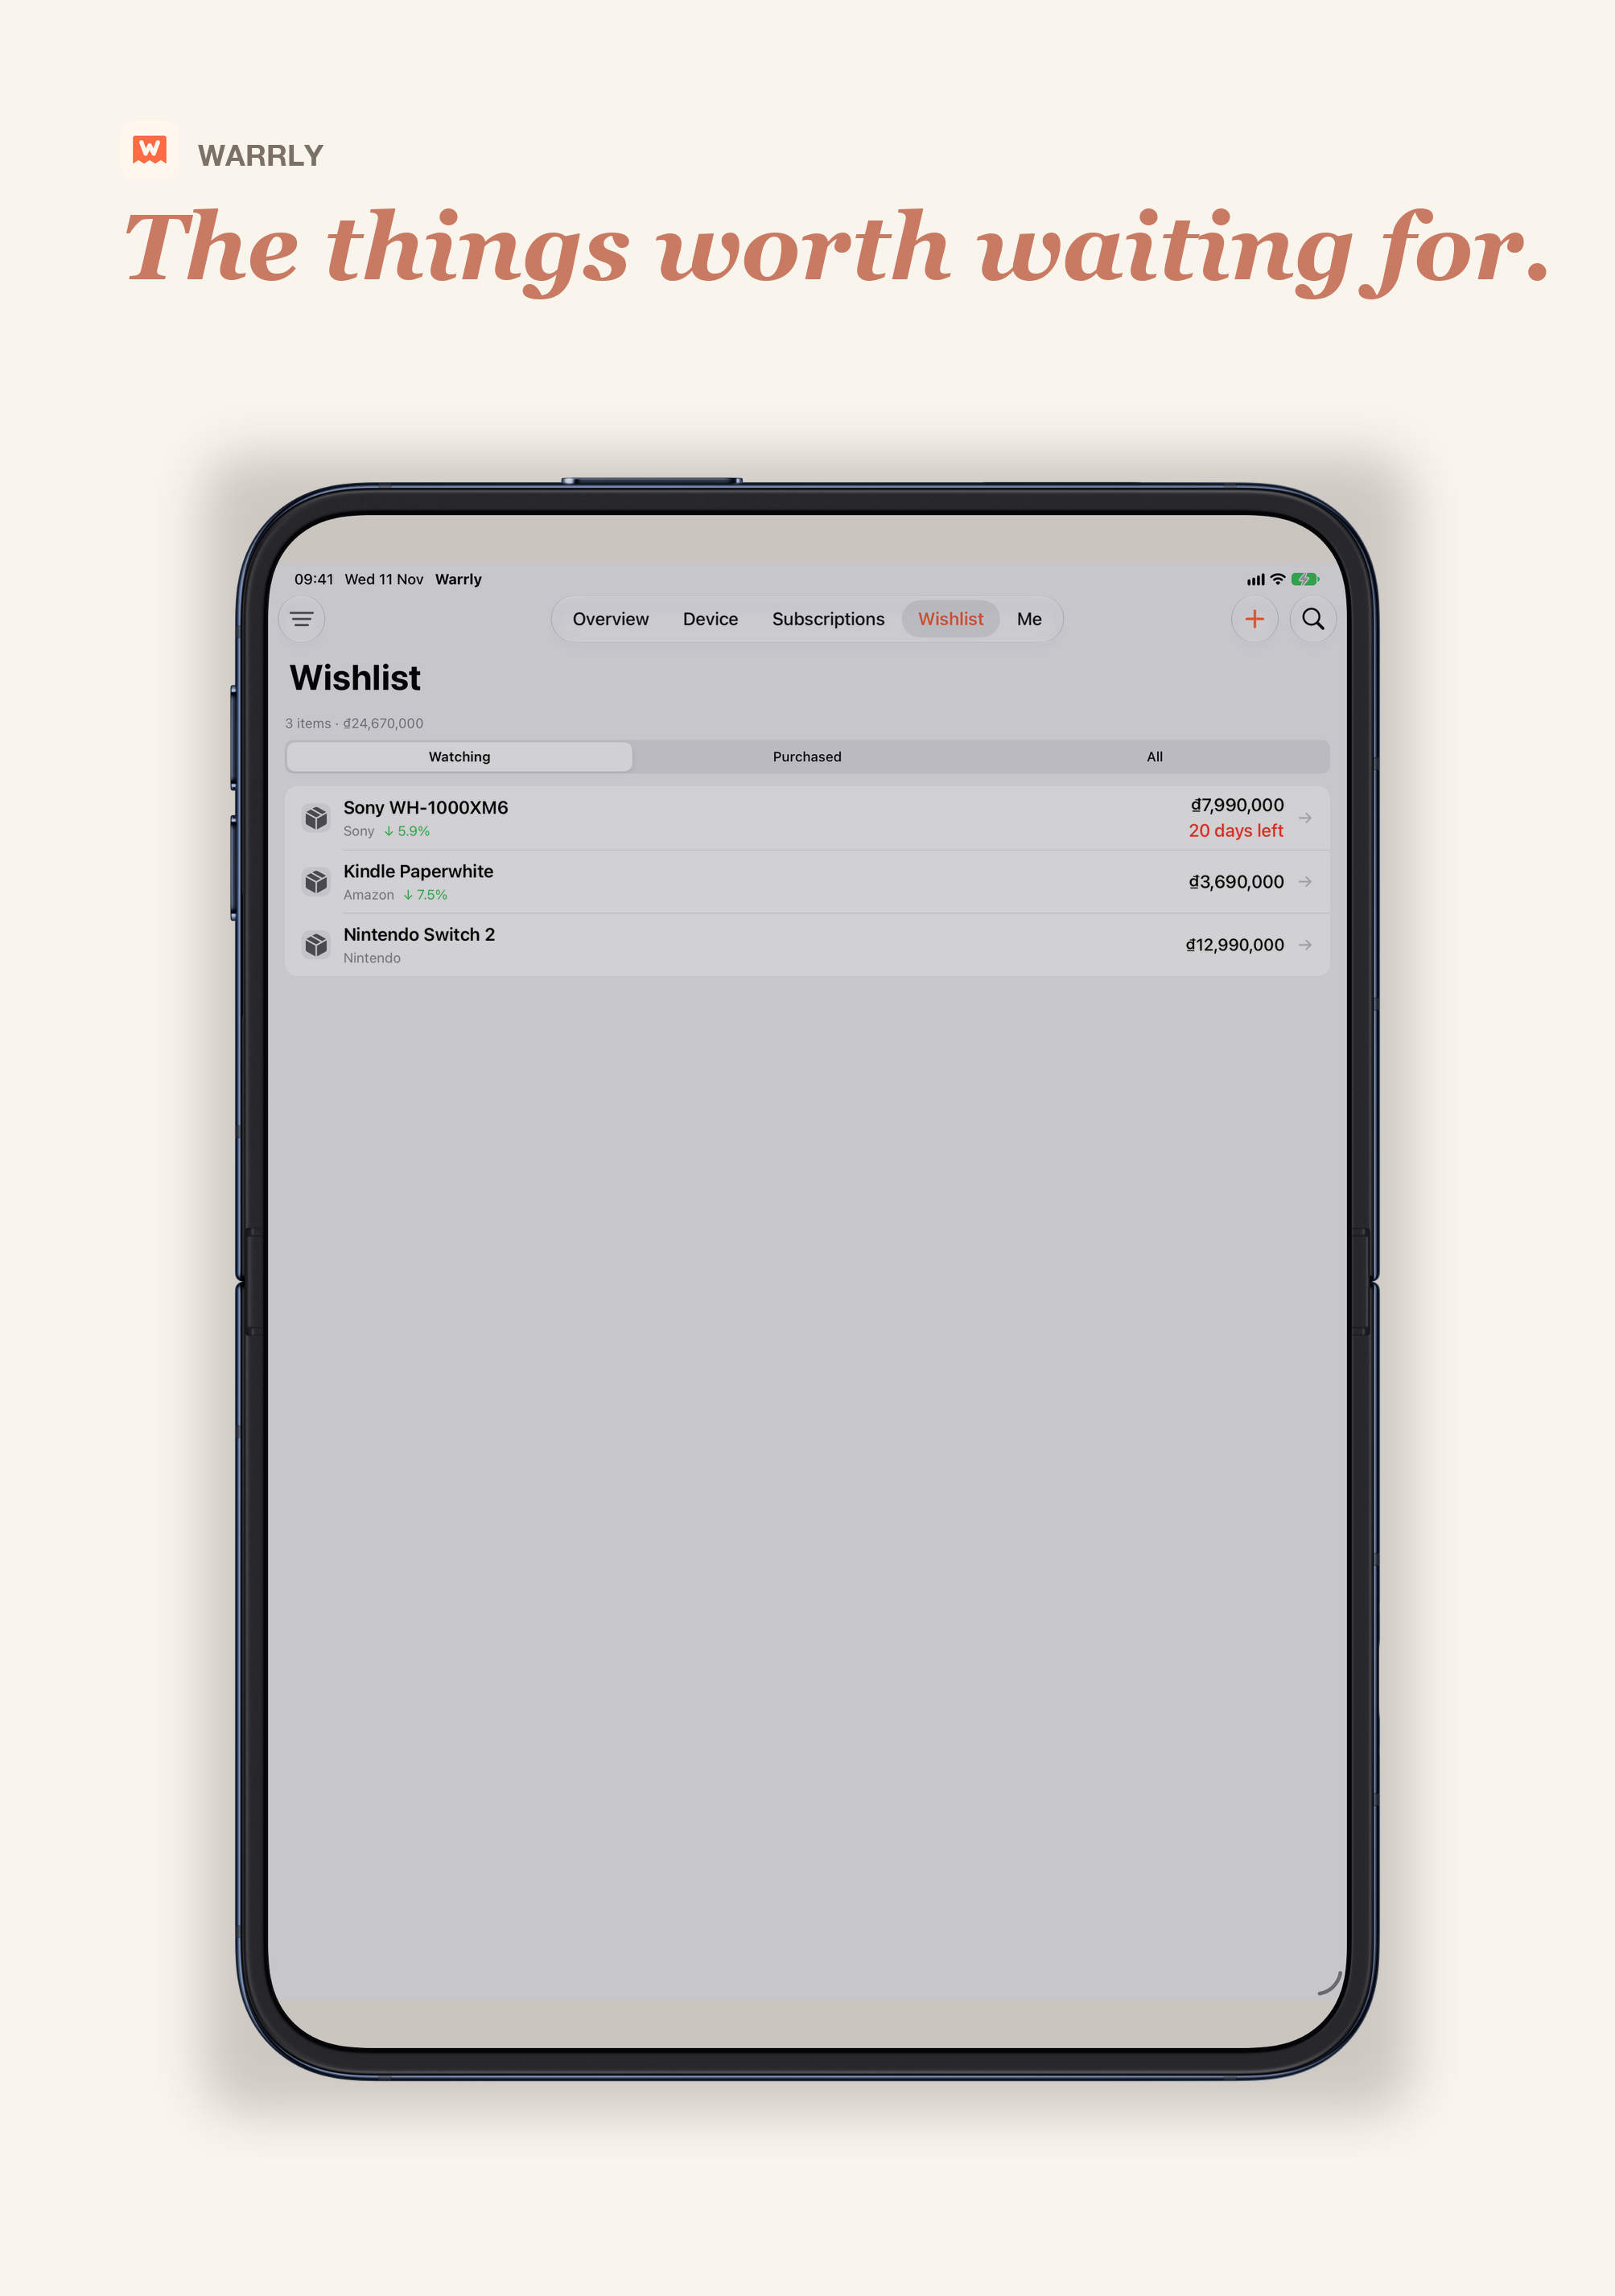 WARRLY
The things worth waiting for.
09:41 Wed 11 Nov Warrly
Overview Device Subscriptions Wishlist Me
Wishlist
3 items · ₫24,670,000
Watching Purchased All
Sony WH-1000XM6 ₫7,990,000
Sony ↓ 5.9% 20 days left
Kindle Paperwhite ₫3,690,000
Amazon ↓ 7.5%
Nintendo Switch 2 ₫12,990,000
Nintendo